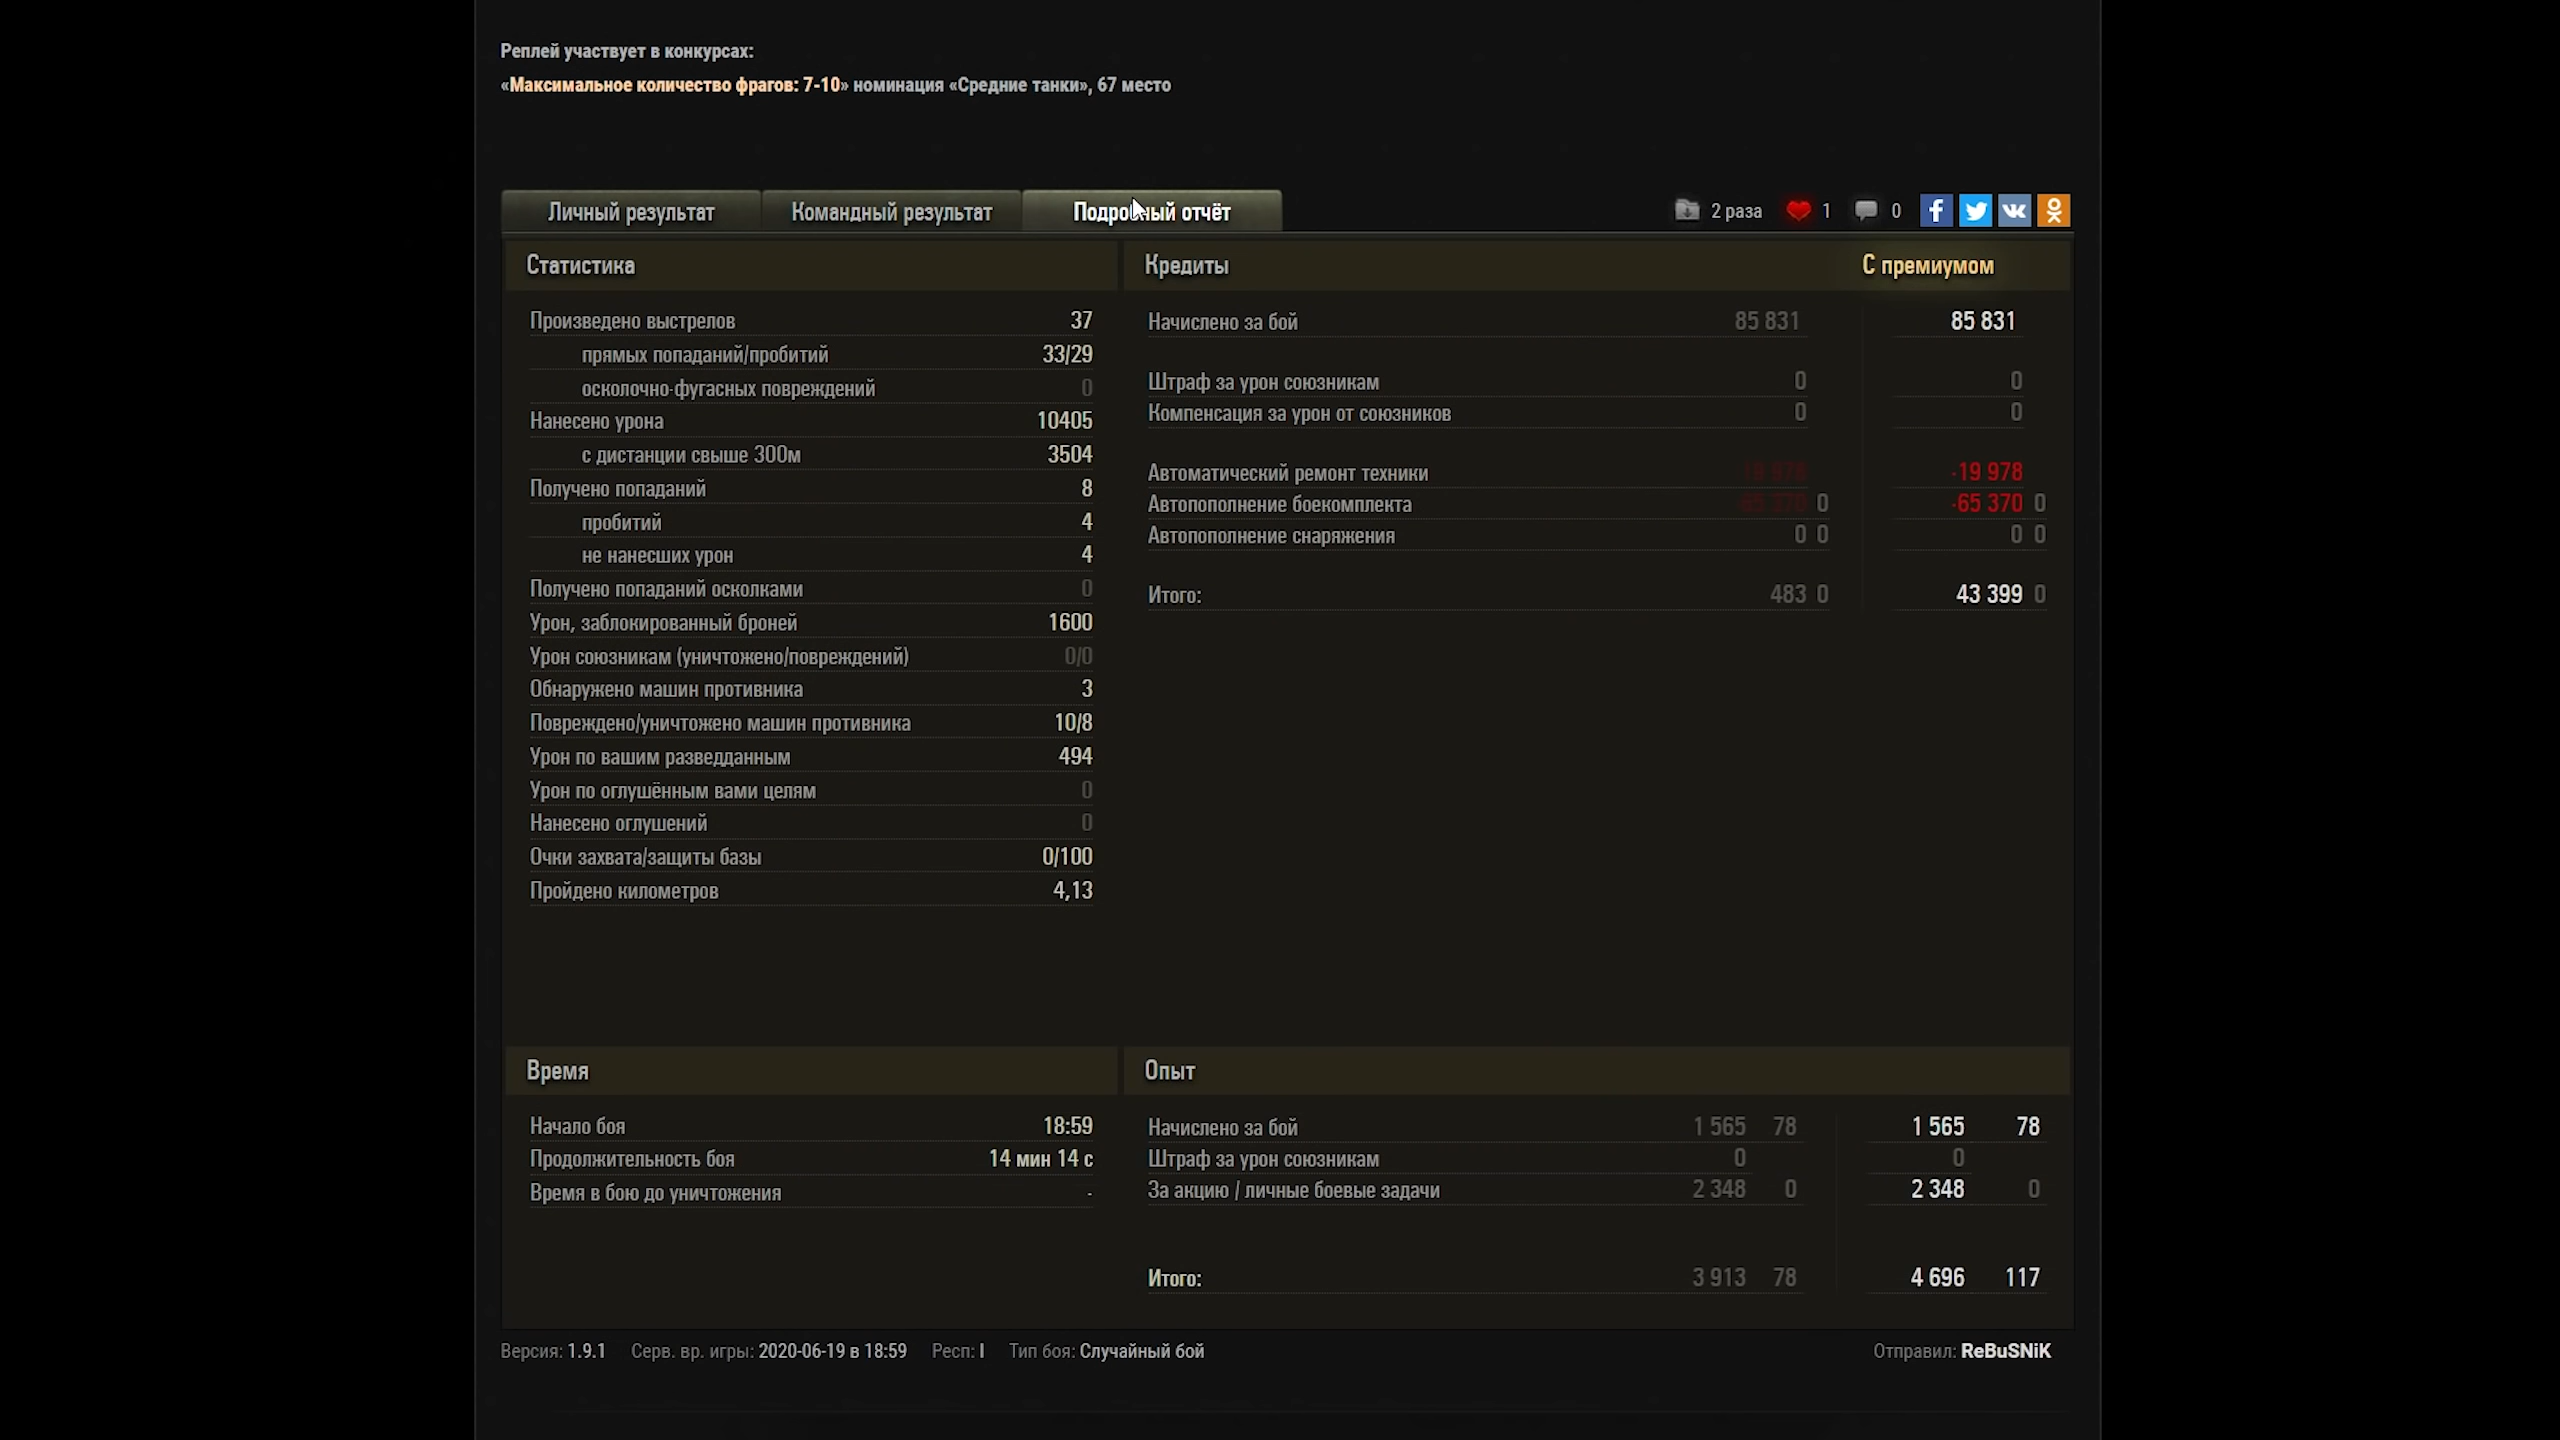 Реплей участвует в конкурсах:
«Максимальное количество фрагов: 7-10» номинация «Средние танки», 67 место
Личный результат Командный результат Подробный отчёт 2 раза 1 0
Статистика
Произведено выстрелов 37
прямых попаданий/пробитий 33/29
осколочно-фугасных повреждений 0
Нанесено урона 10405
с дистанции свыше 300м 3504
Получено попаданий 8
пробитий 4
не нанесших урон 4
Получено попаданий осколками 0
Урон, заблокированный броней 1600
Урон союзникам (уничтожено/повреждений) 0/0
Обнаружено машин противника 3
Повреждено/уничтожено машин противника 10/8
Урон по вашим разведданным 494
Урон по оглушённым вами целям 0
Нанесено оглушений 0
Очки захвата/защиты базы 0/100
Пройдено километров 4,13
Кредиты С премиумом
Начислено за бой 85 831 85 831
Штраф за урон союзникам 0 0
Компенсация за урон от союзников 0 0
Автоматический ремонт техники -19 978
Автопополнение боекомплекта 0 -65 370 0
Автопополнение снаряжения 0 0 0 0
Итого: 483 0 43 399 0
Время
Начало боя 18:59
Продолжительность боя 14 мин 14 с
Время в бою до уничтожения -
Опыт
Начислено за бой 1 565 78 1 565 78
Штраф за урон союзникам 0 0
За акцию / личные боевые задачи 2 348 0 2 348 0
Итого: 3 913 78 4 696 117
Версия: 1.9.1 Серв. вр. игры: 2020-06-19 в 18:59 Респ: I Тип боя: Случайный бой Отправил: ReBuSNiK